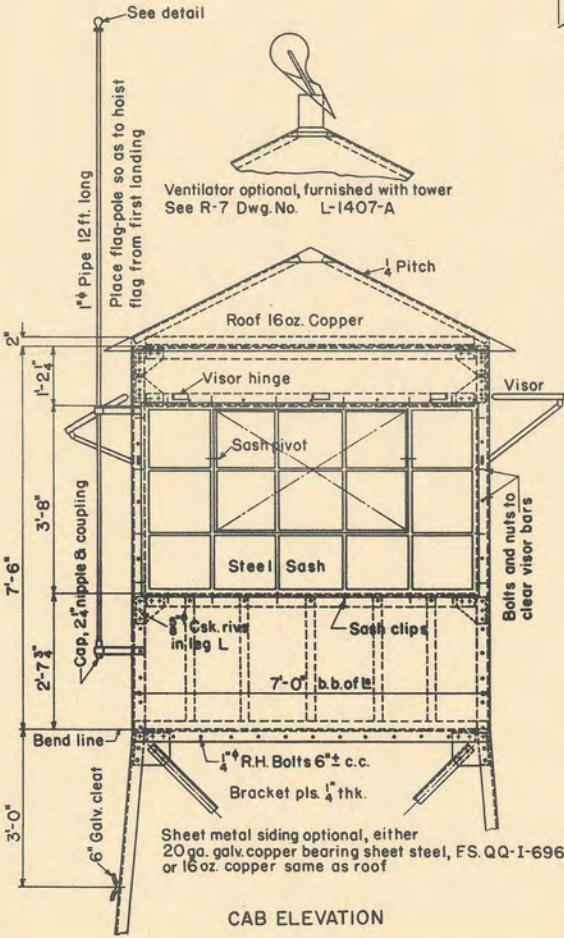 See detail
1"ϕ Pipe 12 ft. long
Place flag-pole so as to hoist
flag from first landing
Ventilator optional, furnished with tower
See R-7 Dwg. No. L-1407-A
1/4 Pitch
Roof 16oz. Copper
2"
1'-2 1/4"
Visor hinge
Visor
Sash pivot
3'-8"
7'-6"
Steel Sash
Bolts and nuts to
clear visor bars
Cap, 2 1/4" nipple & coupling
3/8"ϕ Csk. rivs
in leg L
Sash clips
2'-7 3/4"
7'-0" b.b. of Ls
Bend line
1/4"ϕ R.H. Bolts 6"± c.c.
Bracket pls. 1/4" thk.
3'-0"
6" Galv. cleat
Sheet metal siding optional, either
20 ga. galv. copper bearing sheet steel, F.S. QQ-I-696
or 16 oz. copper same as roof
CAB ELEVATION